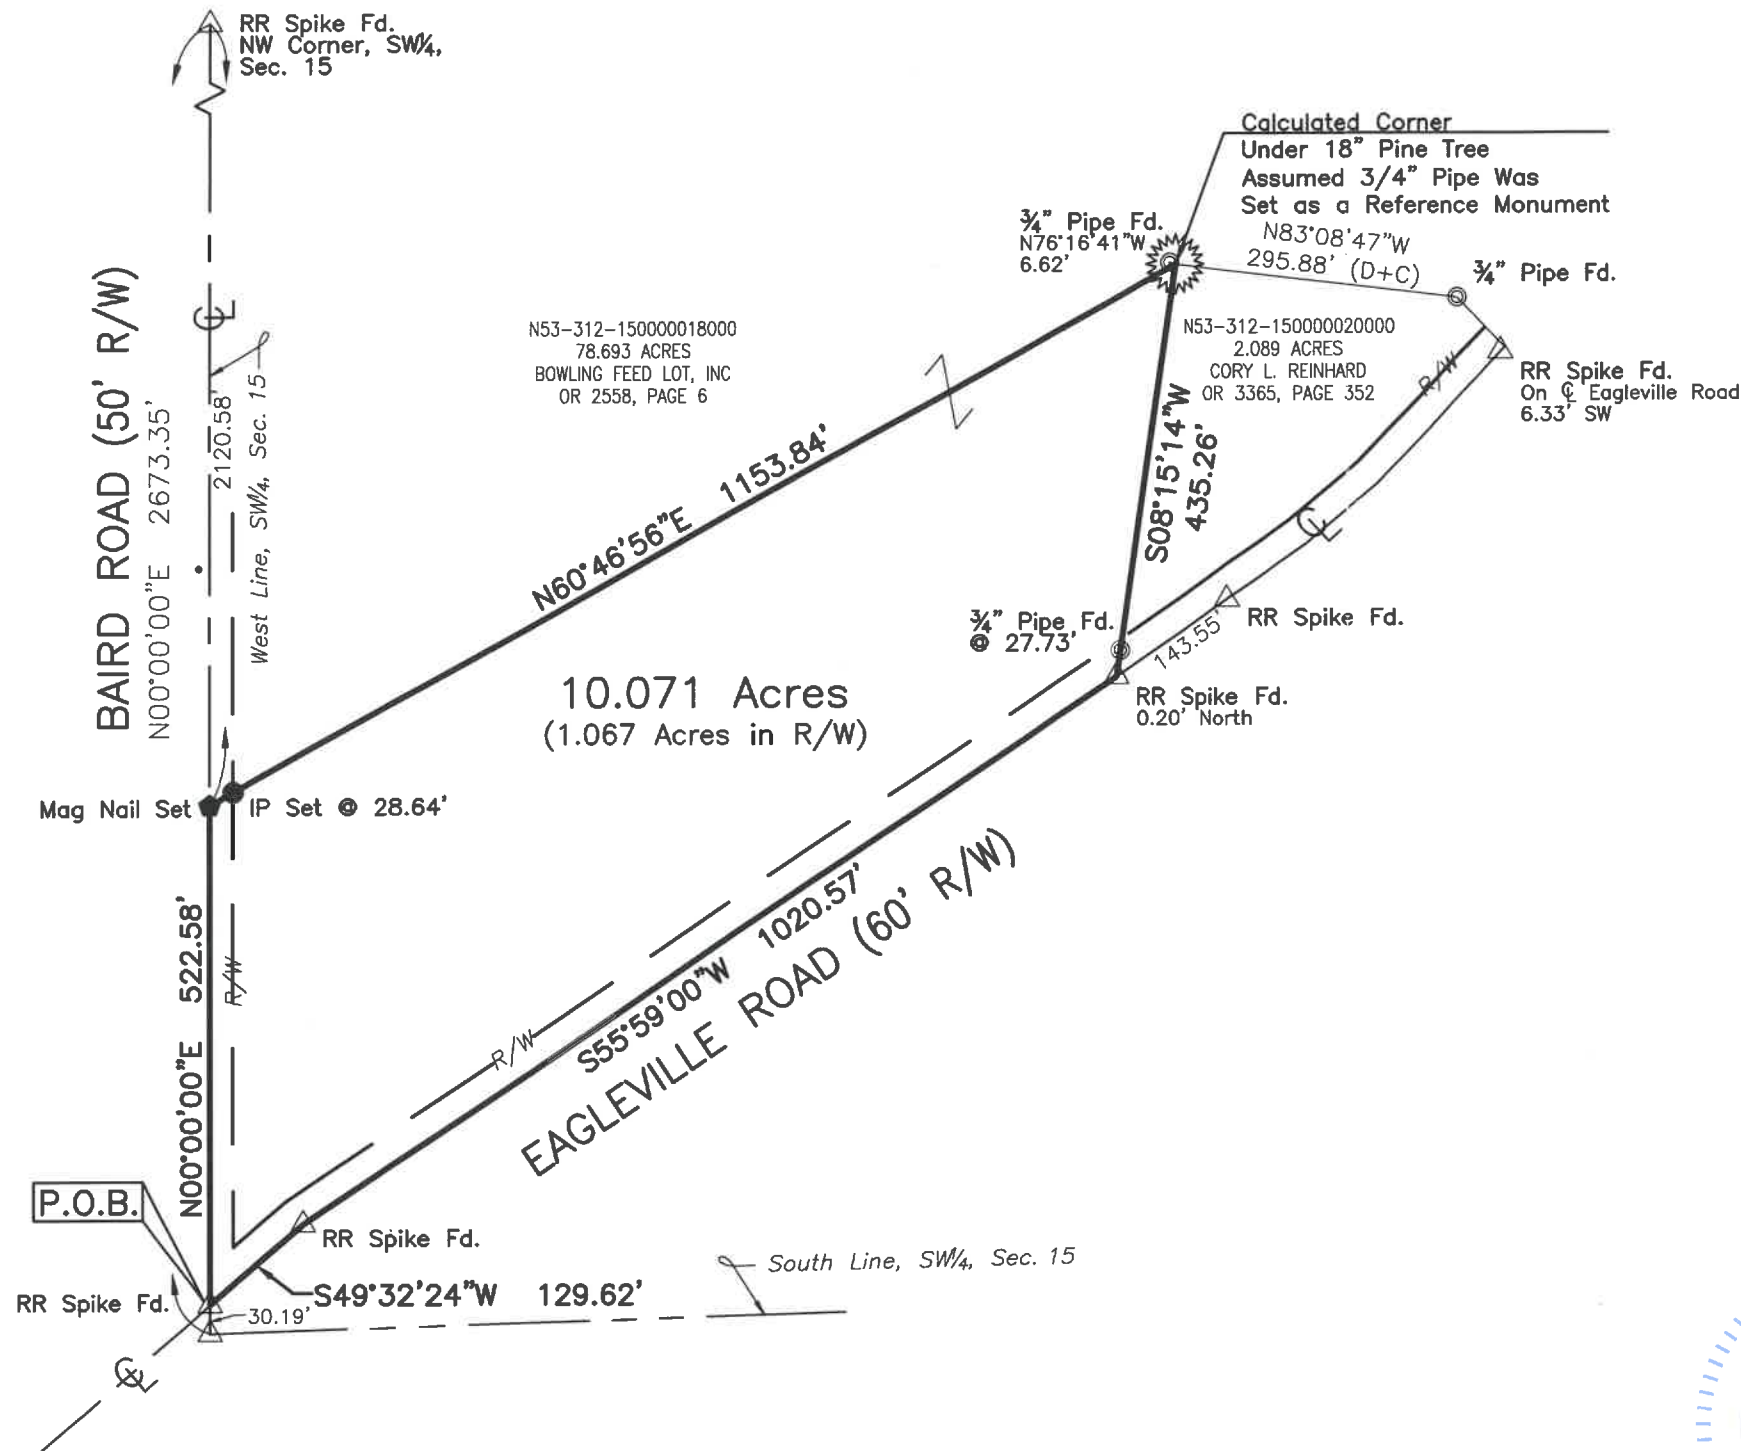 RR Spike Fd.
NW Corner, SW¼,
Sec. 15
Calculated Corner
Under 18" Pine Tree
Assumed 3/4" Pipe Was
Set as a Reference Monument
¾" Pipe Fd.
N76°16'41"W
6.62'
N83°08'47"W
295.88' (D+C)
¾" Pipe Fd.
BAIRD ROAD (50' R/W)
N00°00'00"E 2673.35'
2120.58'
West Line, SW¼, Sec. 15
℄
N53-312-150000018000
78.693 ACRES
BOWLING FEED LOT, INC
OR 2558, PAGE 6
N53-312-150000020000
2.089 ACRES
CORY L. REINHARD
OR 3365, PAGE 352
R/W
RR Spike Fd.
On ℄ Eagleville Road
6.33' SW
S08°15'14"W
435.26'
N60°46'56"E 1153.84'
℄
¾" Pipe Fd.
@ 27.73'
143.55'
RR Spike Fd.
10.071 Acres
(1.067 Acres in R/W)
RR Spike Fd.
0.20' North
Mag Nail Set
IP Set @ 28.64'
N00°00'00"E 522.58'
R/W
R/W
S55°59'00"W 1020.57'
EAGLEVILLE ROAD (60' R/W)
P.O.B.
RR Spike Fd.
South Line, SW¼, Sec. 15
RR Spike Fd.
S49°32'24"W 129.62'
30.19'
℄